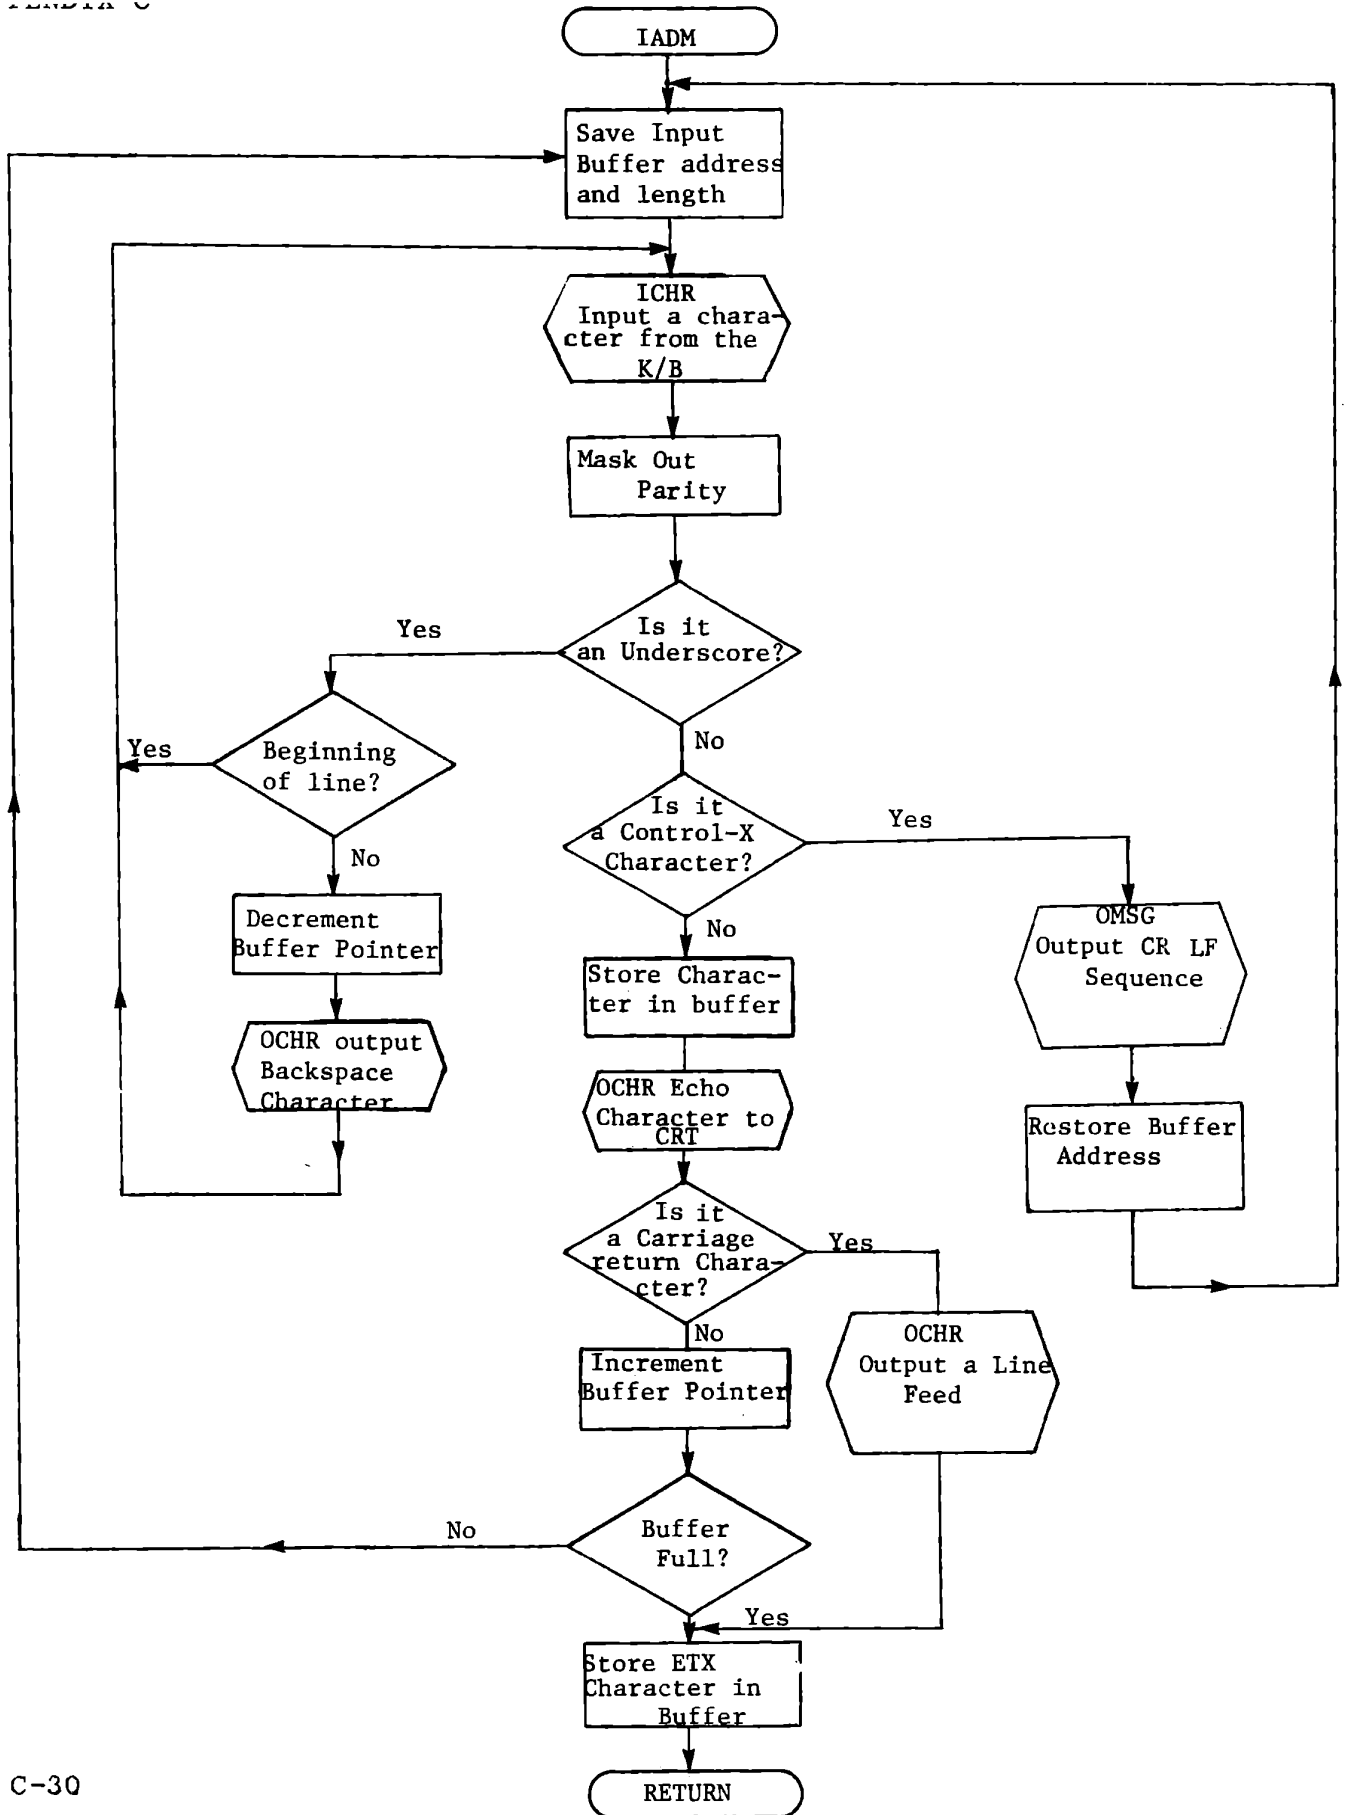 IADM
Save Input
Buffer address
and length
ICHR
Input a chara-
cter from the
K/B
Mask Out
Parity
Is it
an Underscore?
Yes
No
Beginning
of line?
Yes
No
Decrement
Buffer Pointer
OCHR output
Backspace
Character
Is it
a Control-X
Character?
Yes
No
OMSG
Output CR LF
Sequence
Restore Buffer
Address
Store Charac-
ter in buffer
OCHR Echo
Character to
CRT
Is it
a Carriage
return Chara-
cter?
Yes
No
OCHR
Output a Line
Feed
Increment
Buffer Pointer
Buffer
Full?
No
Yes
Store ETX
Character in
Buffer
RETURN
C-30